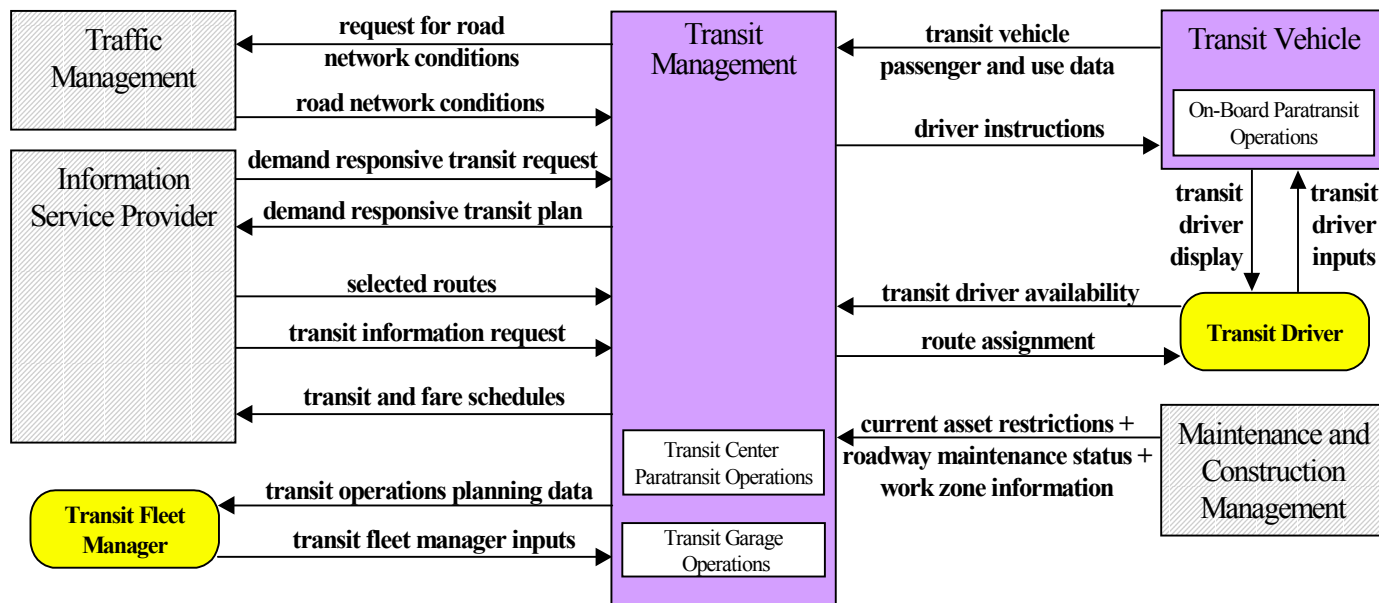 Traffic
Management
request for road
network conditions
road network conditions
Information
Service Provider
demand responsive transit request
demand responsive transit plan
selected routes
transit information request
transit and fare schedules
Transit Fleet
Manager
transit operations planning data
transit fleet manager inputs
Transit
Management
Transit Center
Paratransit Operations
Transit Garage
Operations
transit vehicle
passenger and use data
driver instructions
Transit Vehicle
On-Board Paratransit
Operations
transit
driver
display
transit
driver
inputs
transit driver availability
route assignment
Transit Driver
current asset restrictions +
roadway maintenance status +
work zone information
Maintenance and
Construction
Management